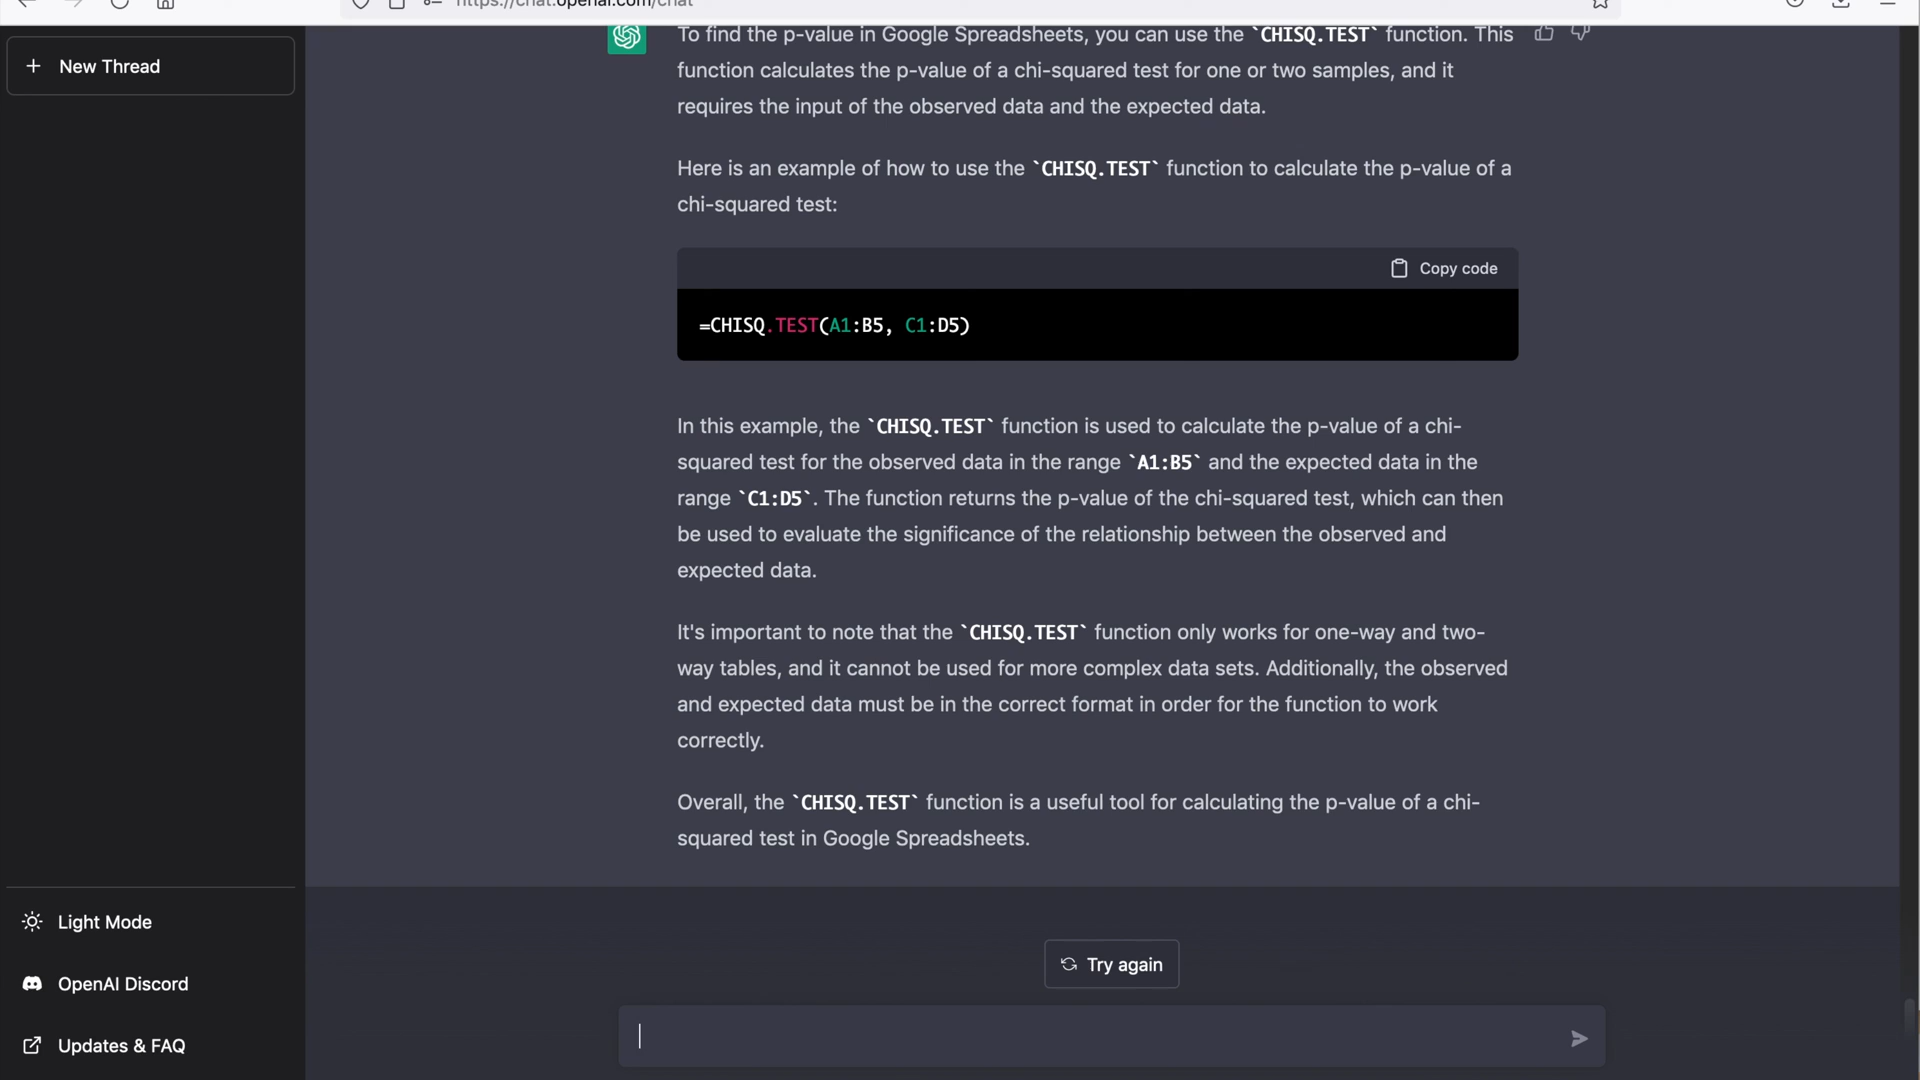 https://chat.openai.com/chat
New Thread
To find the p-value in Google Spreadsheets, you can use the `CHISQ.TEST` function. This
function calculates the p-value of a chi-squared test for one or two samples, and it
requires the input of the observed data and the expected data.
Here is an example of how to use the `CHISQ.TEST` function to calculate the p-value of a
chi-squared test:
Copy code
=CHISQ.TEST(A1:B5, C1:D5)
In this example, the `CHISQ.TEST` function is used to calculate the p-value of a chi-
squared test for the observed data in the range `A1:B5` and the expected data in the
range `C1:D5`. The function returns the p-value of the chi-squared test, which can then
be used to evaluate the significance of the relationship between the observed and
expected data.
It's important to note that the `CHISQ.TEST` function only works for one-way and two-
way tables, and it cannot be used for more complex data sets. Additionally, the observed
and expected data must be in the correct format in order for the function to work
correctly.
Overall, the `CHISQ.TEST` function is a useful tool for calculating the p-value of a chi-
squared test in Google Spreadsheets.
Light Mode
OpenAI Discord
Updates & FAQ
Try again